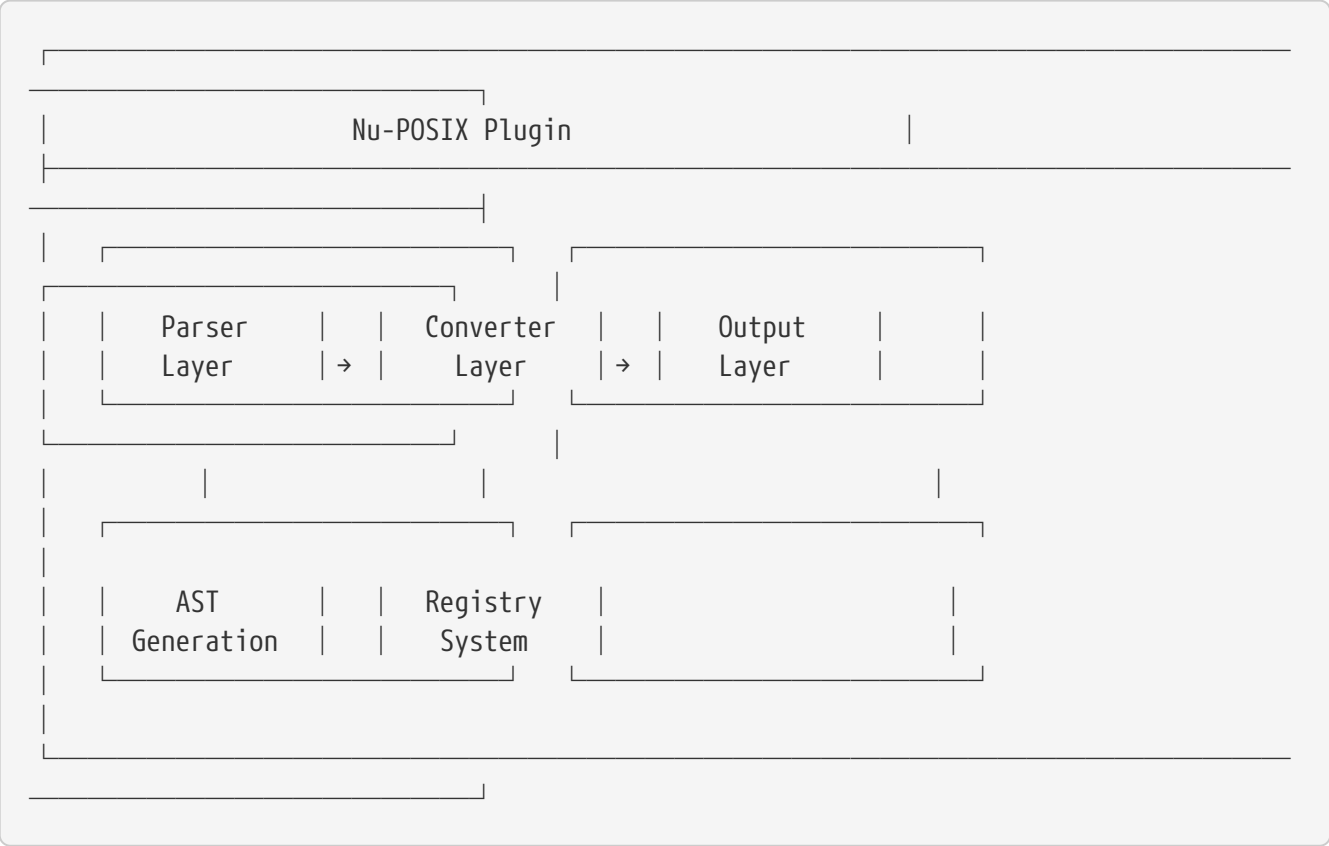 Nu-POSIX Plugin
Parser Converter Output
Layer → Layer → Layer
AST Registry
Generation System